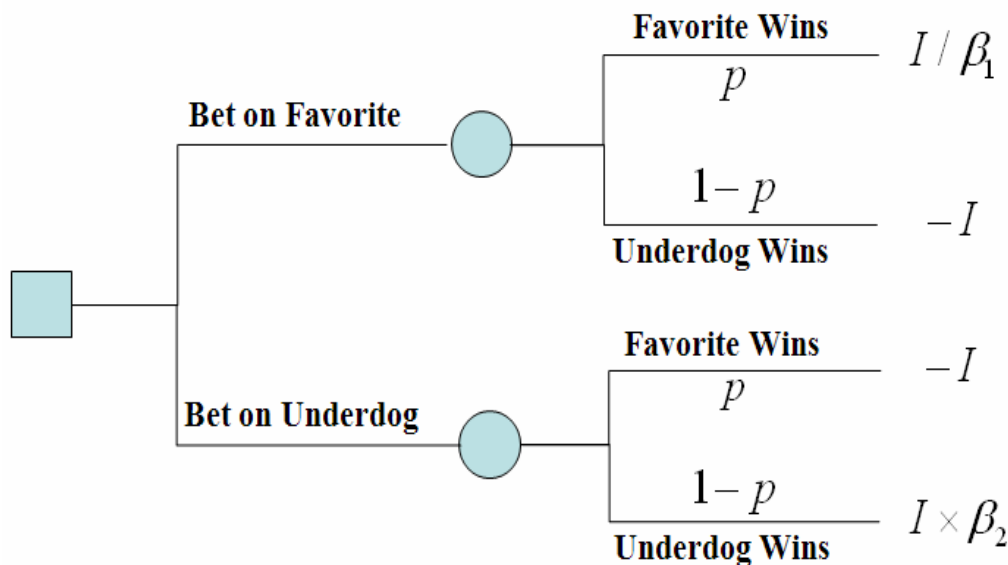 Favorite Wins
I / β₁
p
Bet on Favorite
1 − p
− I
Underdog Wins
Favorite Wins
− I
p
Bet on Underdog
1 − p
I × β₂
Underdog Wins